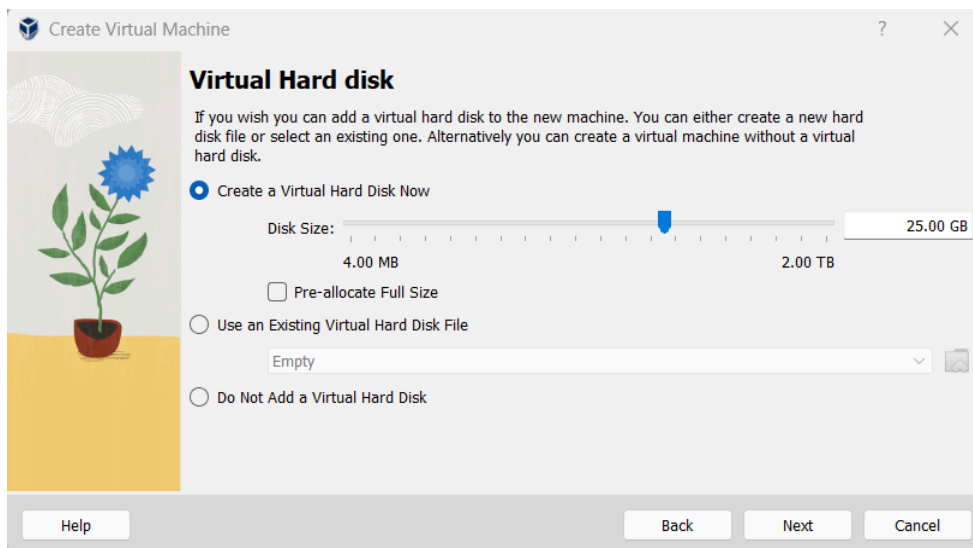 Create Virtual Machine
?
Virtual Hard disk
If you wish you can add a virtual hard disk to the new machine. You can either create a new hard
disk file or select an existing one. Alternatively you can create a virtual machine without a virtual
hard disk.
Create a Virtual Hard Disk Now
Disk Size:
25.00 GB
4.00 MB
2.00 TB
Pre-allocate Full Size
Use an Existing Virtual Hard Disk File
Empty
Do Not Add a Virtual Hard Disk
Help
Back
Next
Cancel